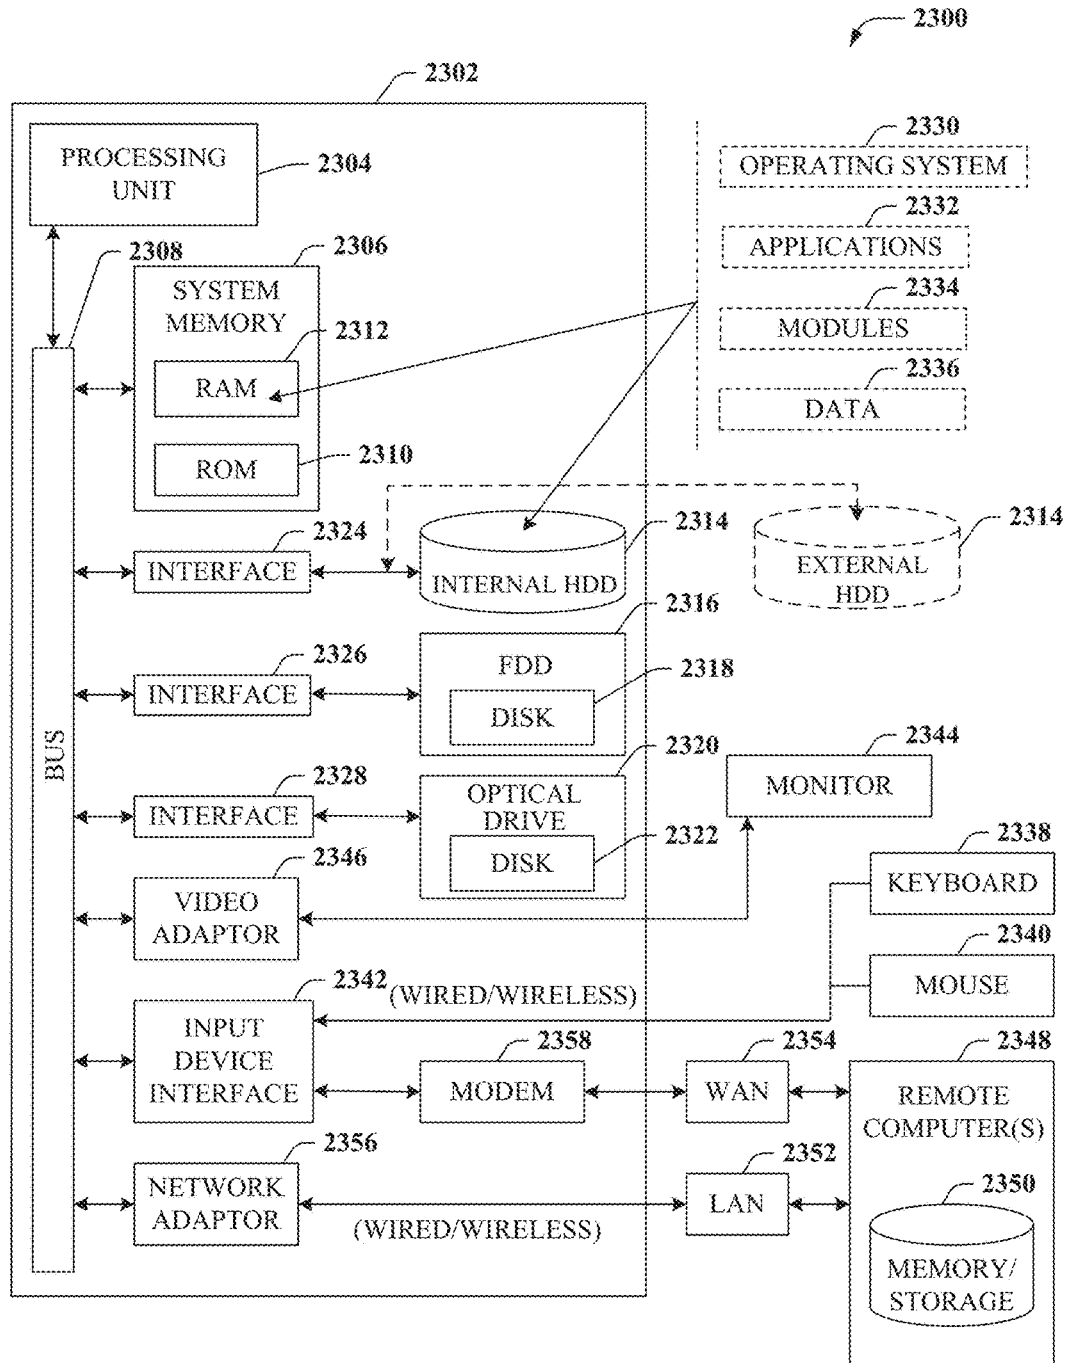 2300
2302
PROCESSING
UNIT
2304
2330
OPERATING SYSTEM
2332
APPLICATIONS
2334
MODULES
2336
DATA
2308
2306
SYSTEM
MEMORY
2312
RAM
2310
ROM
2324
INTERFACE
2314
INTERNAL HDD
2314
EXTERNAL
HDD
2326
INTERFACE
2316
FDD
2318
DISK
BUS
2328
INTERFACE
2320
OPTICAL
DRIVE
2322
DISK
2344
MONITOR
2346
VIDEO
ADAPTOR
2338
KEYBOARD
2340
MOUSE
2342
(WIRED/WIRELESS)
INPUT
DEVICE
INTERFACE
2358
MODEM
2354
WAN
2348
REMOTE
COMPUTER(S)
2356
NETWORK
ADAPTOR
(WIRED/WIRELESS)
2352
LAN
2350
MEMORY/
STORAGE